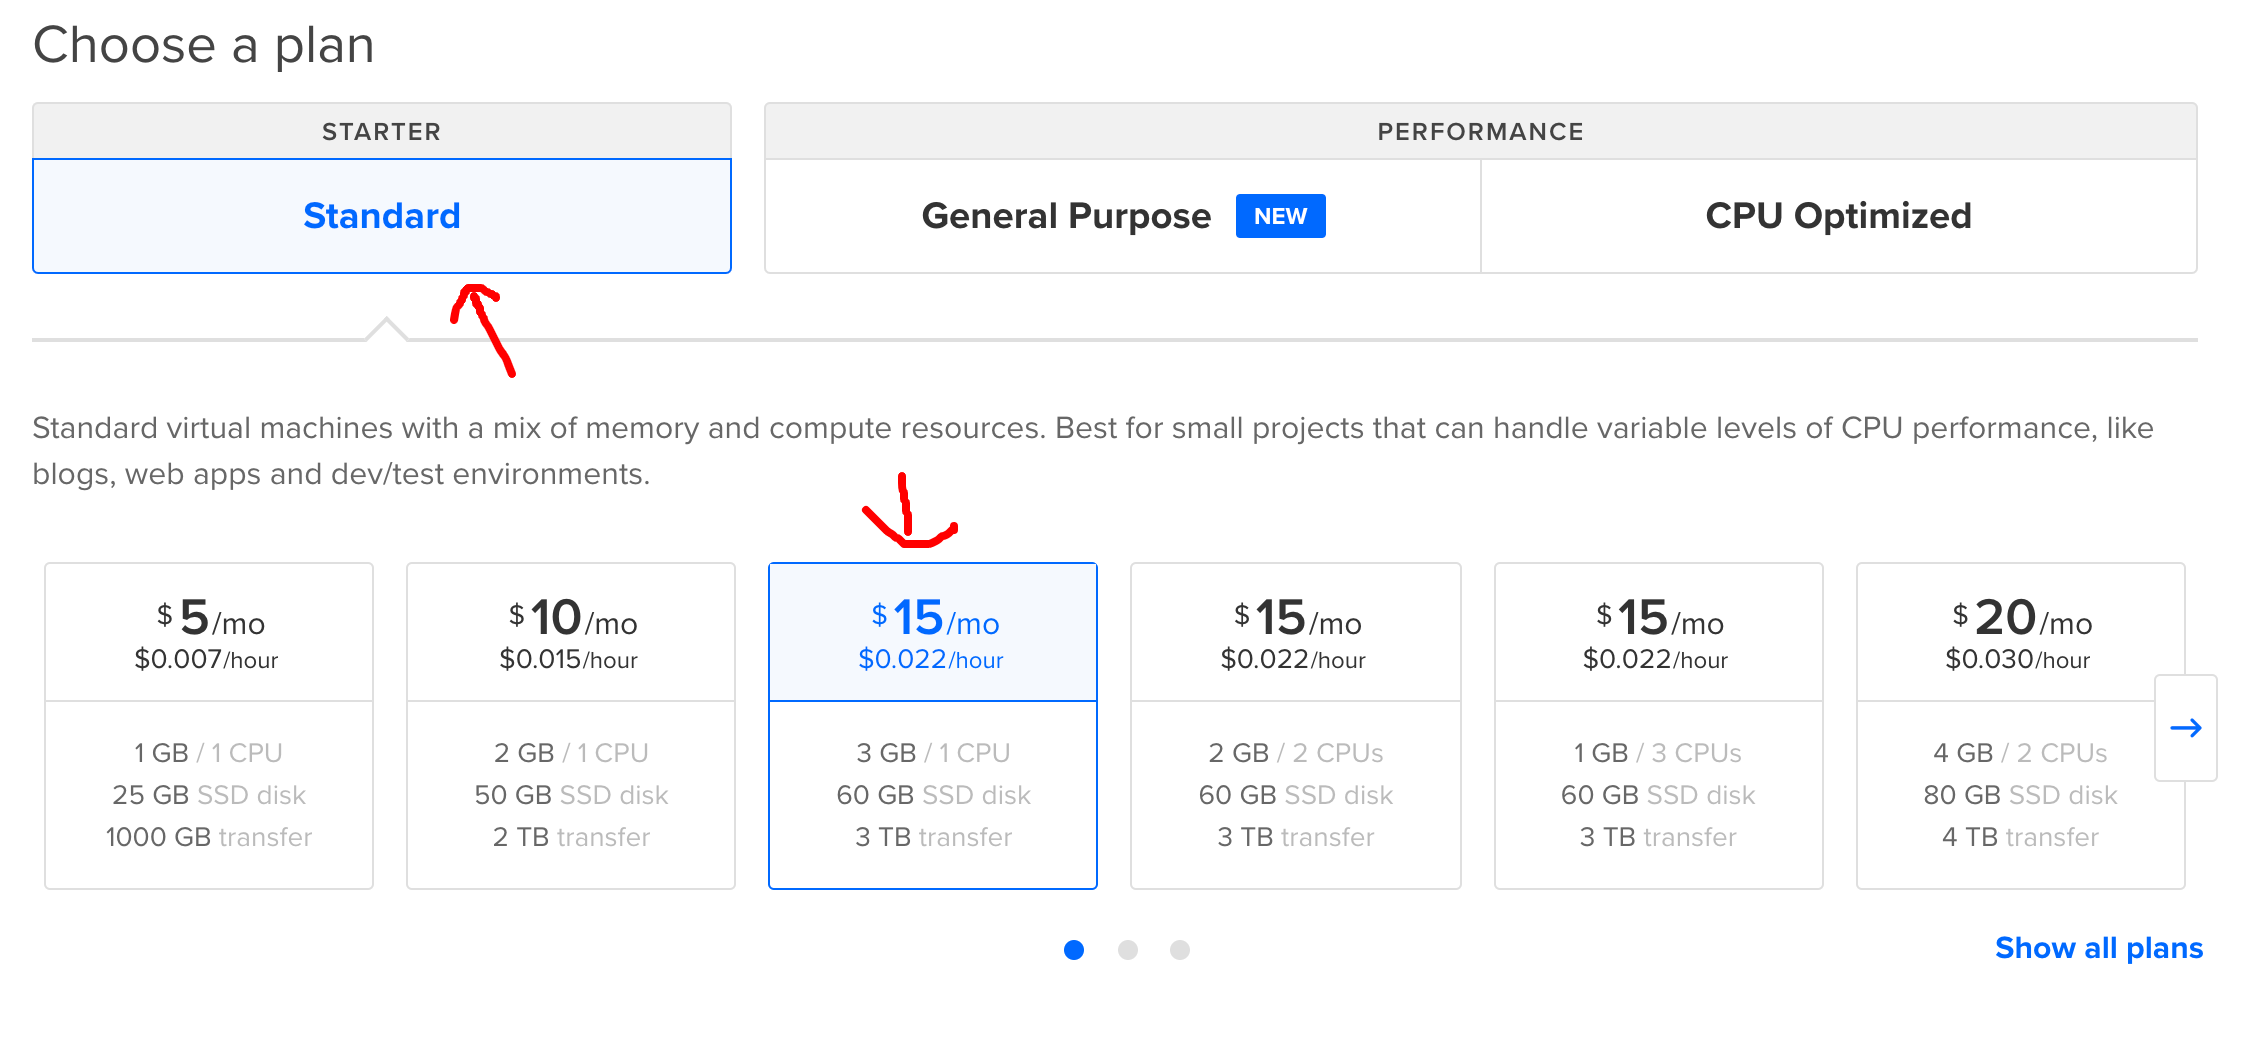 Choose a plan
STARTER
PERFORMANCE
Standard
General Purpose NEW
CPU Optimized
Standard virtual machines with a mix of memory and compute resources. Best for small projects that can handle variable levels of CPU performance, like
blogs, web apps and dev/test environments.
$5/mo
$0.007/hour
1 GB / 1 CPU
25 GB SSD disk
1000 GB transfer
$10/mo
$0.015/hour
2 GB / 1 CPU
50 GB SSD disk
2 TB transfer
$15/mo
$0.022/hour
3 GB / 1 CPU
60 GB SSD disk
3 TB transfer
$15/mo
$0.022/hour
2 GB / 2 CPUs
60 GB SSD disk
3 TB transfer
$15/mo
$0.022/hour
1 GB / 3 CPUs
60 GB SSD disk
3 TB transfer
$20/mo
$0.030/hour
4 GB / 2 CPUs
80 GB SSD disk
4 TB transfer
Show all plans